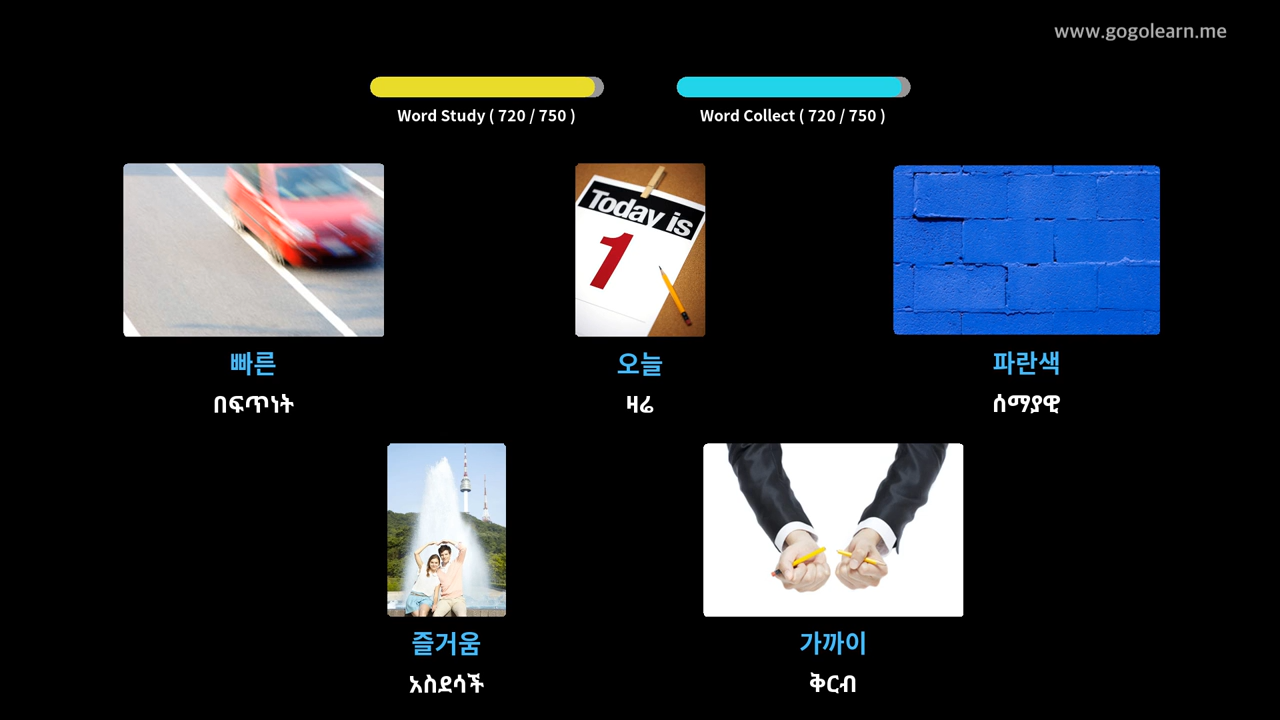 www.gogolearn.me
Word Study ( 720 / 750 )
Word Collect ( 720 / 750 )
Today is
1
빠른
በፍጥነት
오늘
ዛሬ
파란색
ሰማያዊ
즐거움
አስደሳች
가까이
ቅርብ